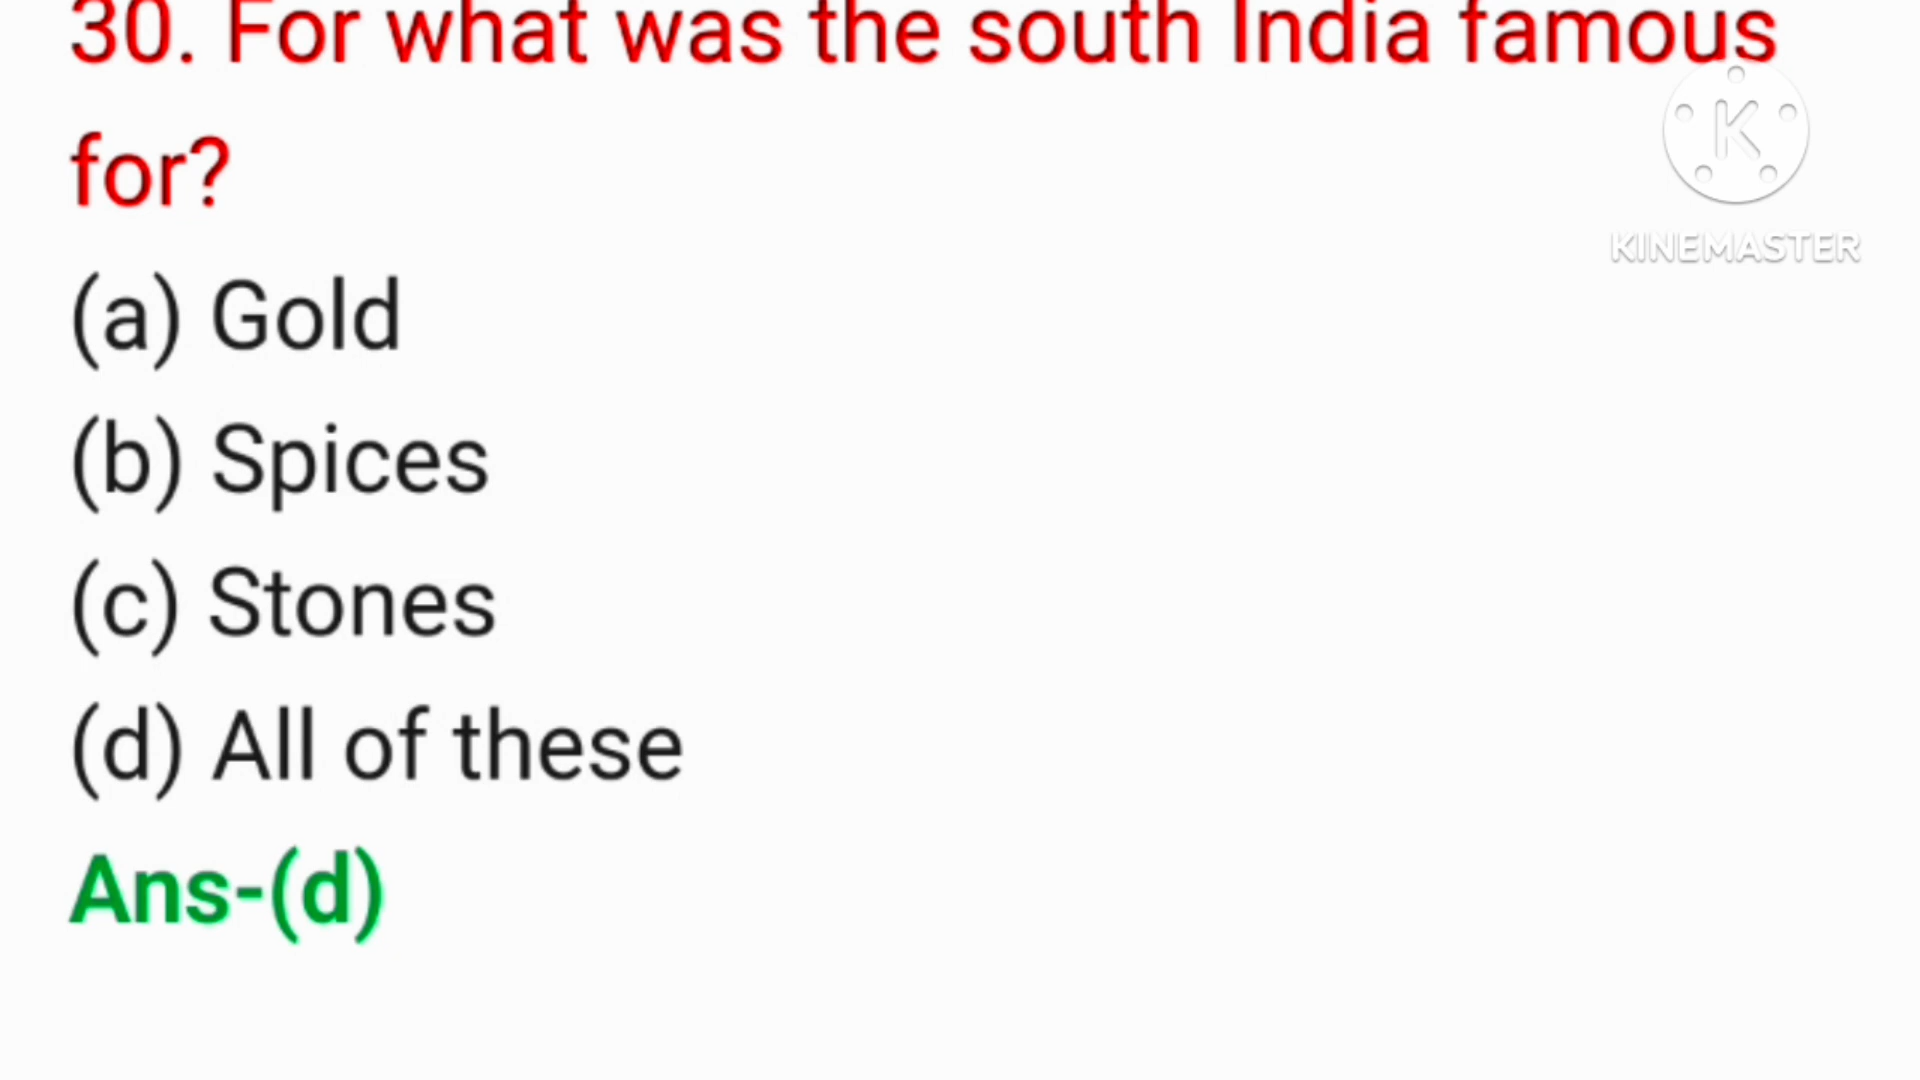 30. For what was the south India famous
for?
K
KINEMASTER
(a) Gold
(b) Spices
(c) Stones
(d) All of these
Ans-(d)